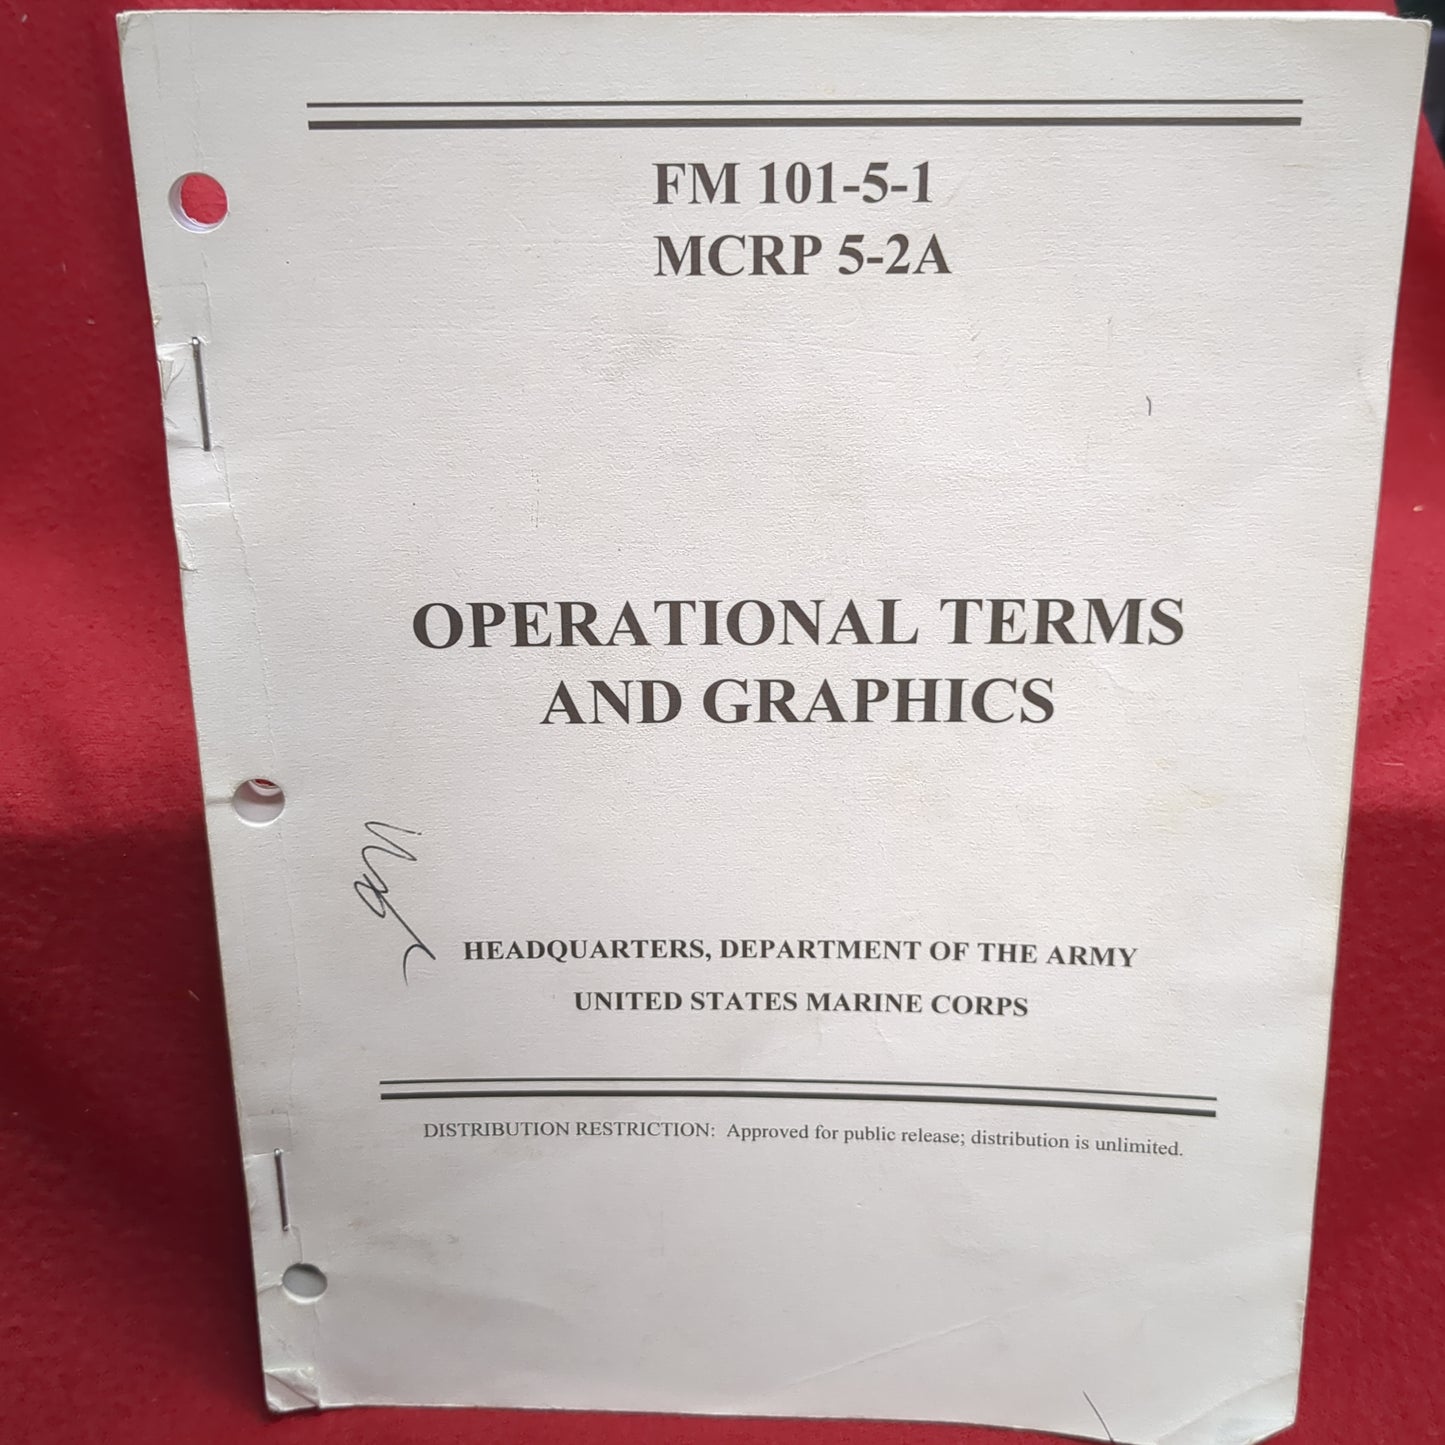 FM 101-5-1
MCRP 5-2A
OPERATIONAL TERMS
AND GRAPHICS
HEADQUARTERS, DEPARTMENT OF THE ARMY
UNITED STATES MARINE CORPS
DISTRIBUTION RESTRICTION: Approved for public release; distribution is unlimited.